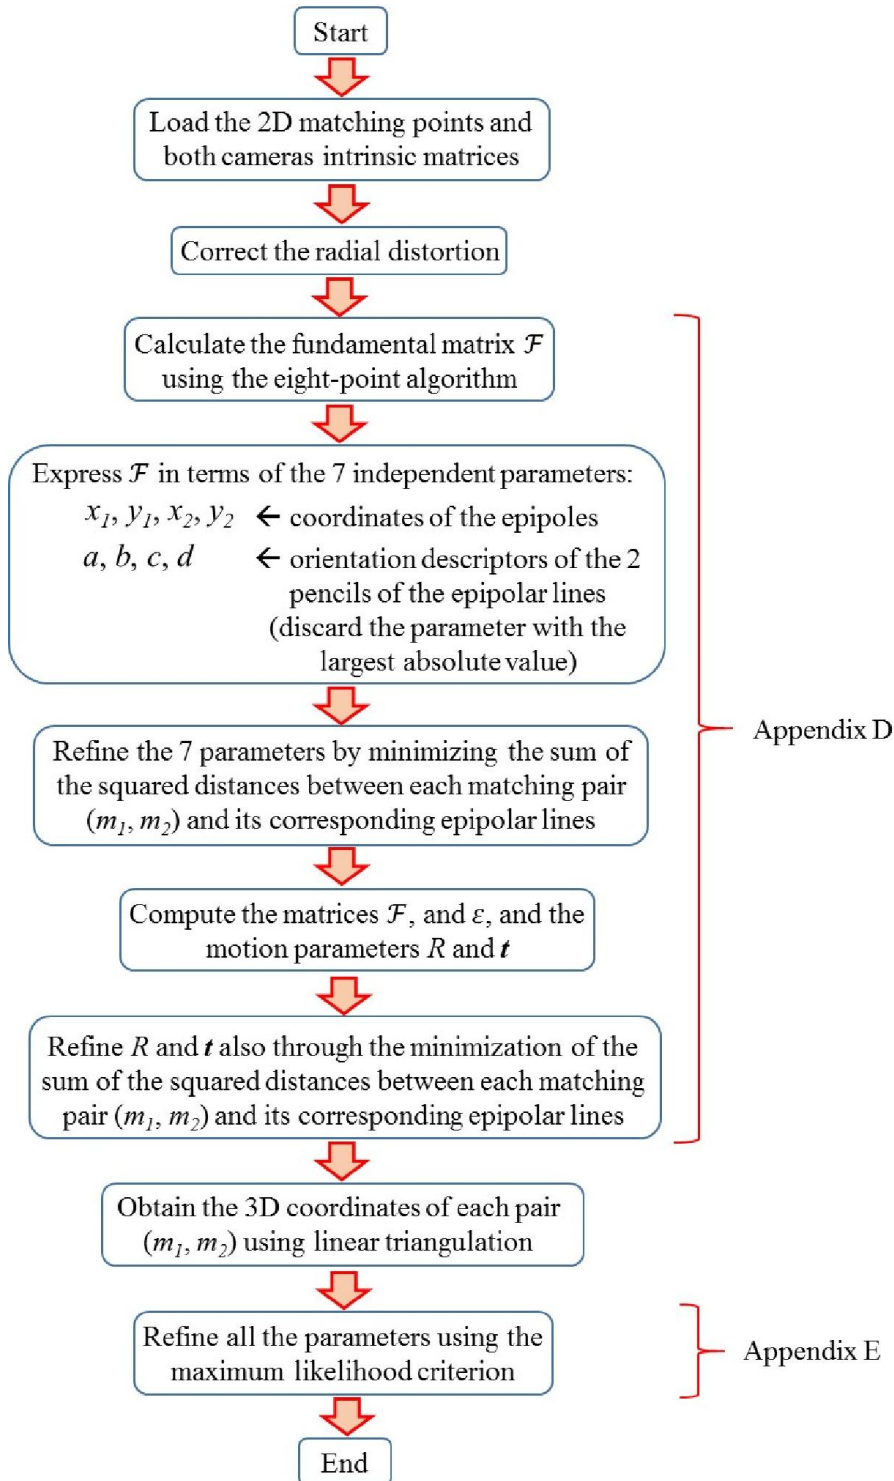 Start
Load the 2D matching points and
both cameras intrinsic matrices
Correct the radial distortion
Calculate the fundamental matrix ℱ
using the eight-point algorithm
Express ℱ in terms of the 7 independent parameters:
x₁, y₁, x₂, y₂ ← coordinates of the epipoles
a, b, c, d ← orientation descriptors of the 2
pencils of the epipolar lines
(discard the parameter with the
largest absolute value)
Refine the 7 parameters by minimizing the sum of
the squared distances between each matching pair
(m₁, m₂) and its corresponding epipolar lines
Compute the matrices ℱ, and ε, and the
motion parameters R and t
Refine R and t also through the minimization of the
sum of the squared distances between each matching
pair (m₁, m₂) and its corresponding epipolar lines
Appendix D
Obtain the 3D coordinates of each pair
(m₁, m₂) using linear triangulation
Refine all the parameters using the
maximum likelihood criterion
Appendix E
End